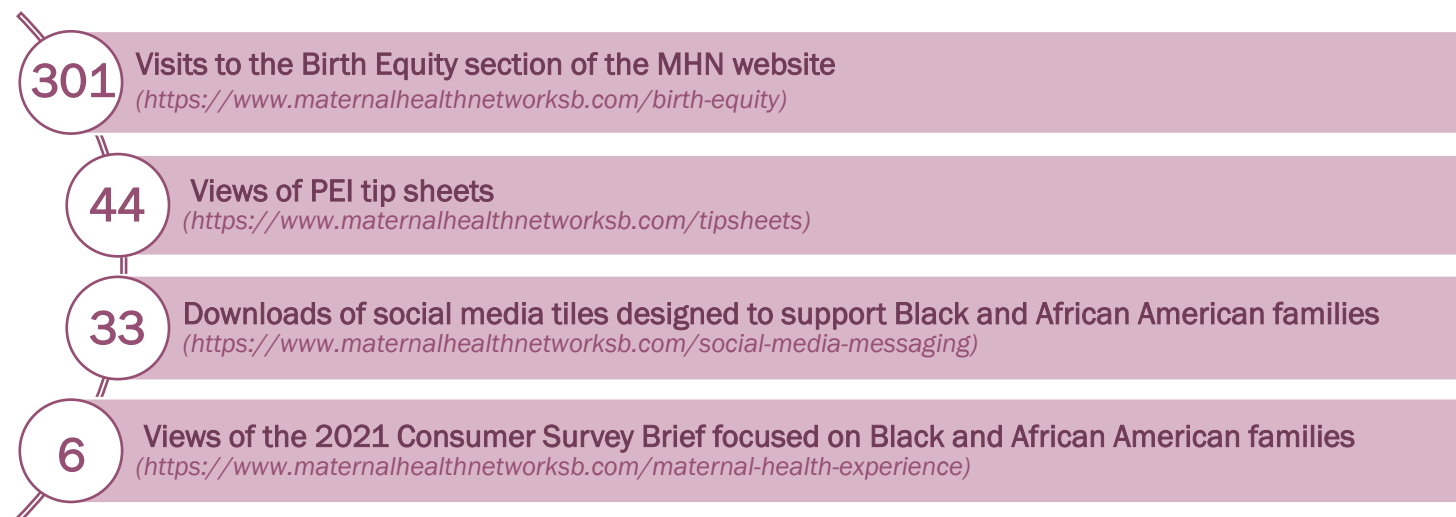 301
Visits to the Birth Equity section of the MHN website
(https://www.maternalhealthnetworksb.com/birth-equity)
44
Views of PEI tip sheets
(https://www.maternalhealthnetworksb.com/tipsheets)
33
Downloads of social media tiles designed to support Black and African American families
(https://www.maternalhealthnetworksb.com/social-media-messaging)
6
Views of the 2021 Consumer Survey Brief focused on Black and African American families
(https://www.maternalhealthnetworksb.com/maternal-health-experience)